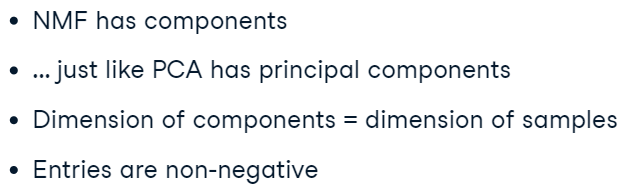 • NMF has components
• ... just like PCA has principal components
• Dimension of components = dimension of samples
• Entries are non-negative